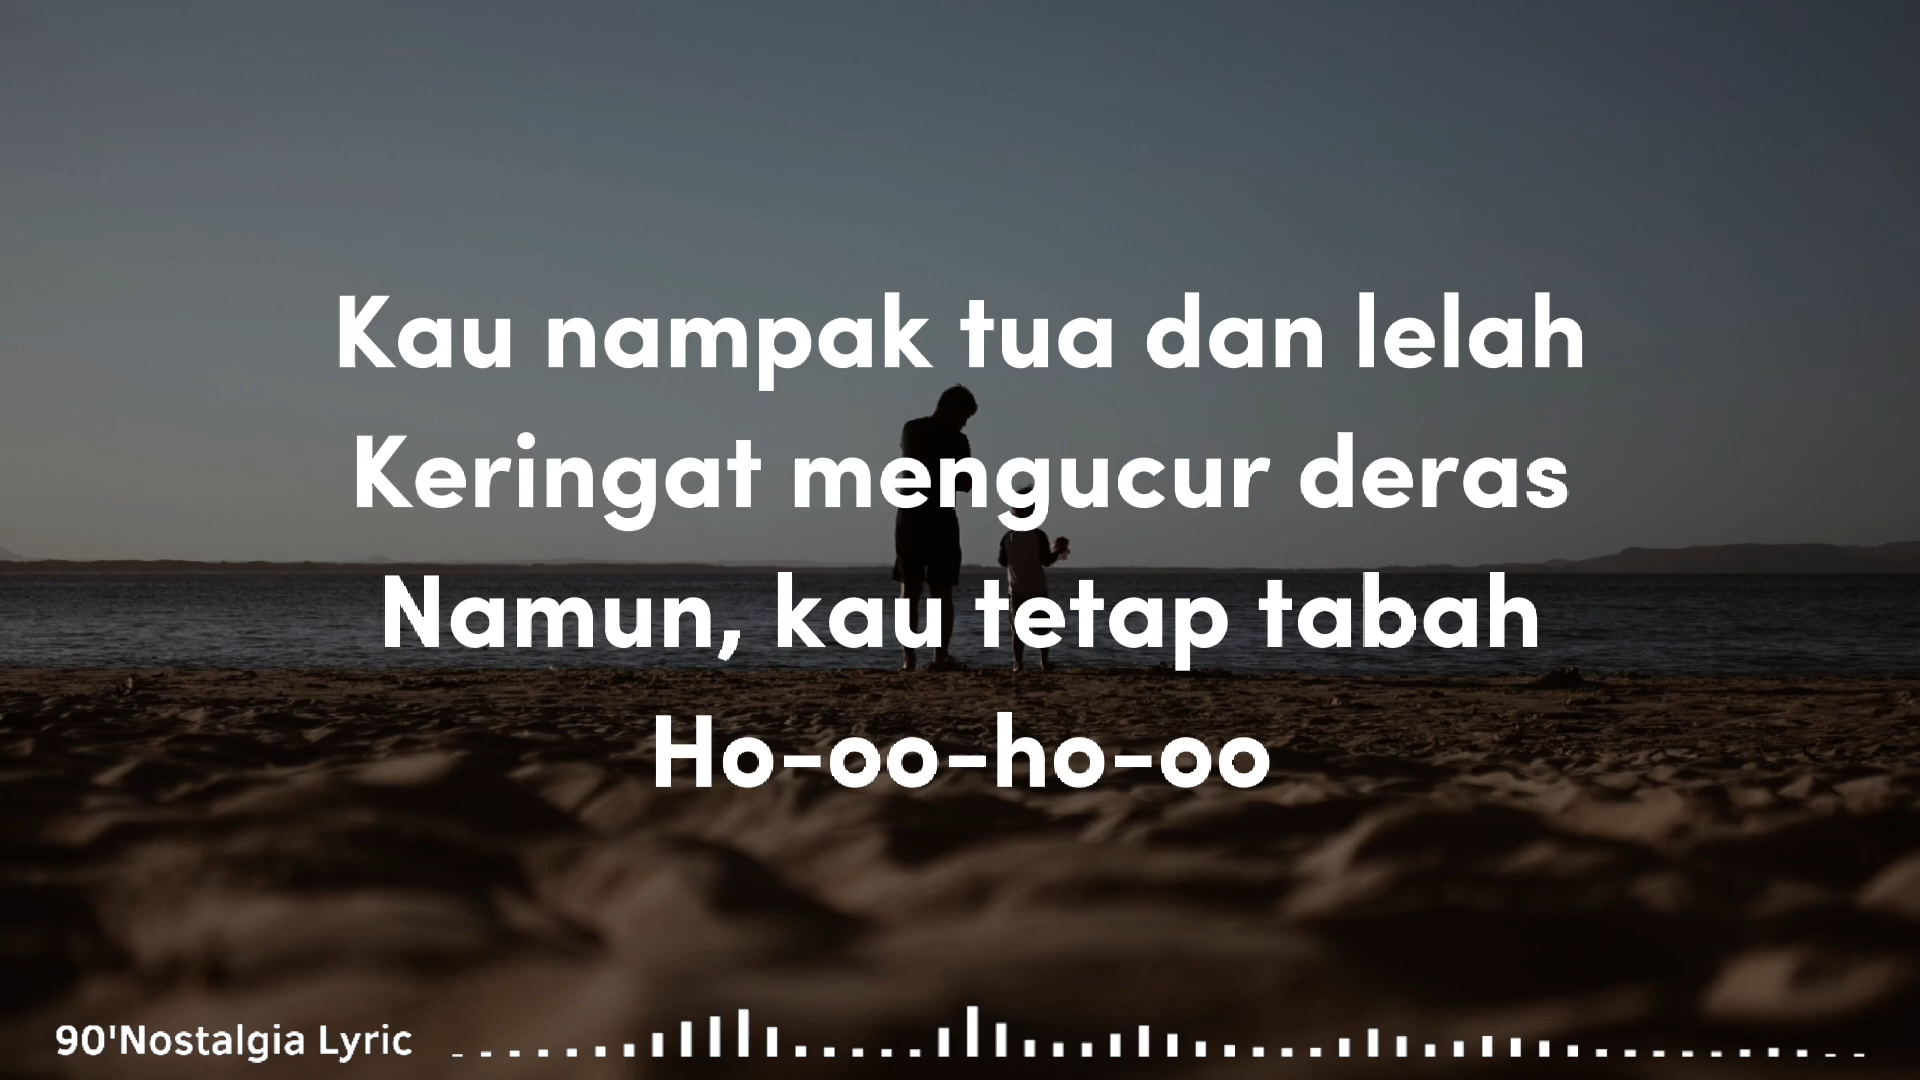 Kau nampak tua dan lelah
Keringat mengucur deras
Namun, kau tetap tabah
Ho-oo-ho-oo
90'Nostalgia Lyric